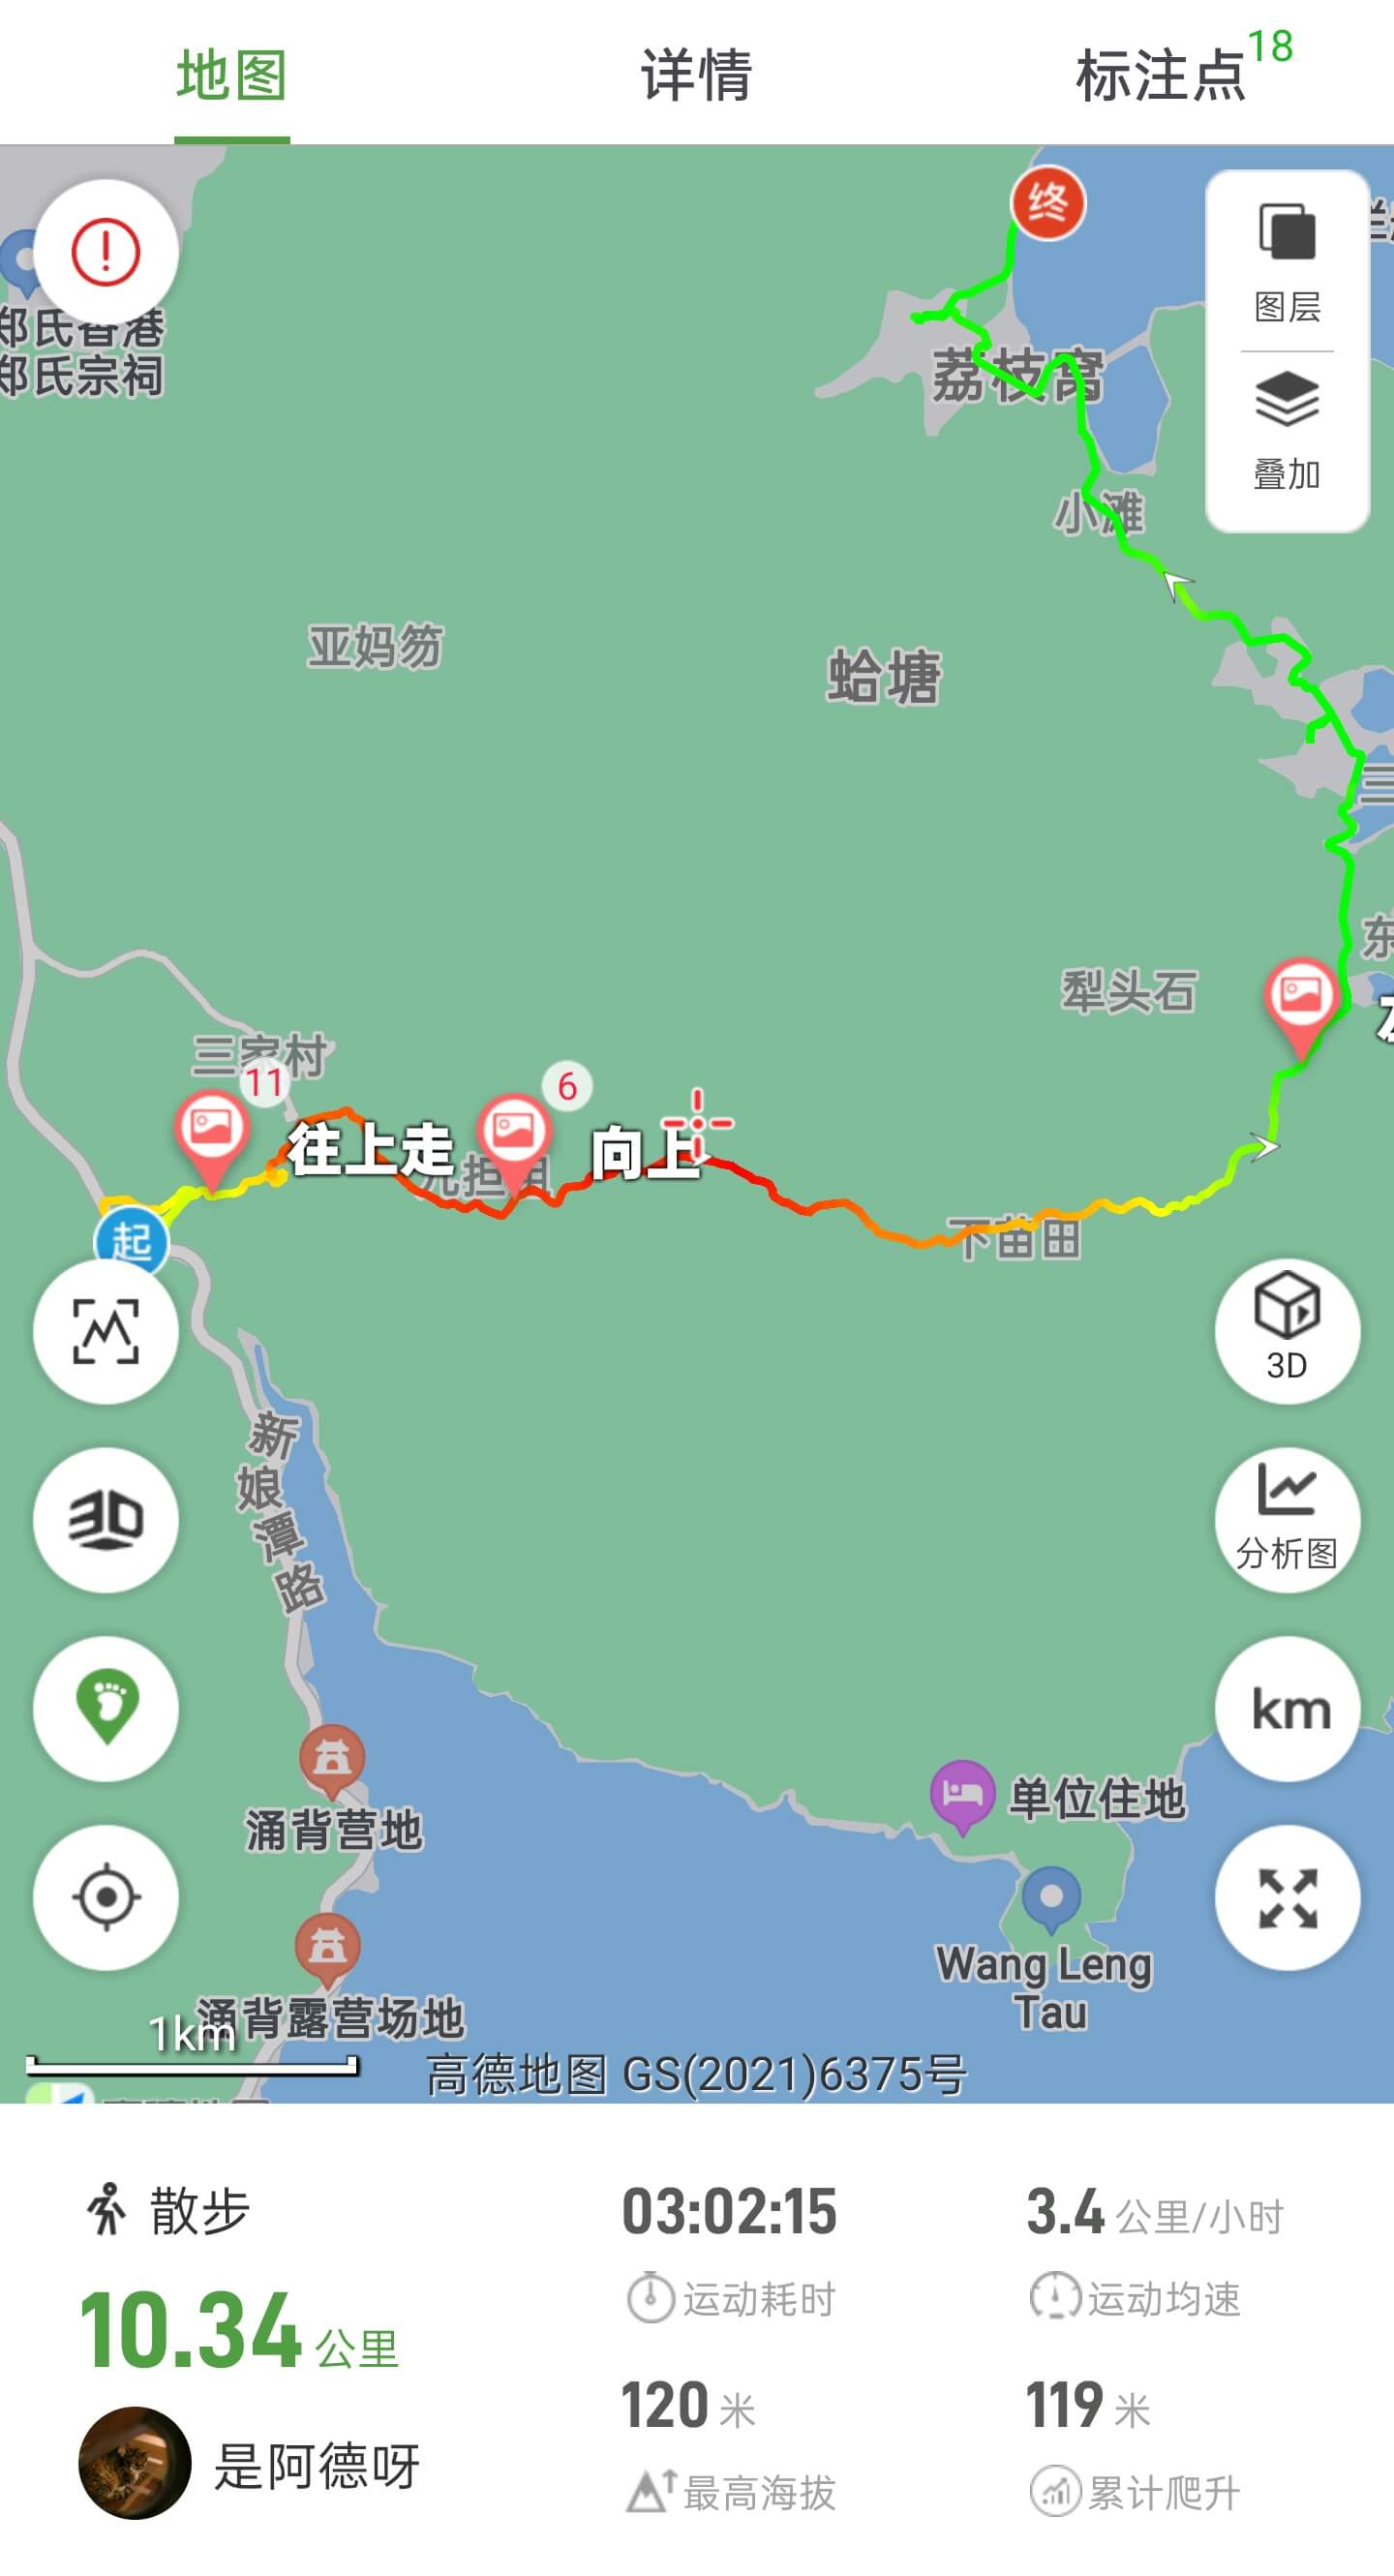 地图
详情
标注点
18
终
图层
叠加
郑氏宗祠
荔枝窝
小滩
亚妈笏
蛤塘
犁头石
三家村
11
6
往上走
向上
下苗田
起
3D
新娘潭路
分析图
km
单位住地
涌背营地
Wang Leng
Tau
涌背露营场地
1km
高德地图 GS(2021)6375号
散步
03:02:15
3.4 公里/小时
运动耗时
运动均速
10.34 公里
120 米
119 米
是阿德呀
最高海拔
累计爬升